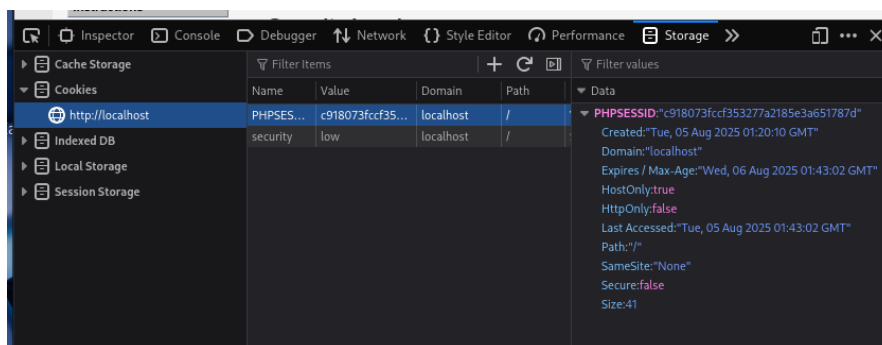 Inspector Console Debugger Network {} Style Editor Performance Storage
Cache Storage
Cookies
http://localhost
Indexed DB
Local Storage
Session Storage
Filter Items
Name Value Domain Path
PHPSES... c918073fccf35... localhost /
security low localhost /
Filter values
Data
PHPSESSID:"c918073fccf353277a2185e3a651787d"
Created:"Tue, 05 Aug 2025 01:20:10 GMT"
Domain:"localhost"
Expires / Max-Age:"Wed, 06 Aug 2025 01:43:02 GMT"
HostOnly:true
HttpOnly:false
Last Accessed:"Tue, 05 Aug 2025 01:43:02 GMT"
Path:"/"
SameSite:"None"
Secure:false
Size:41